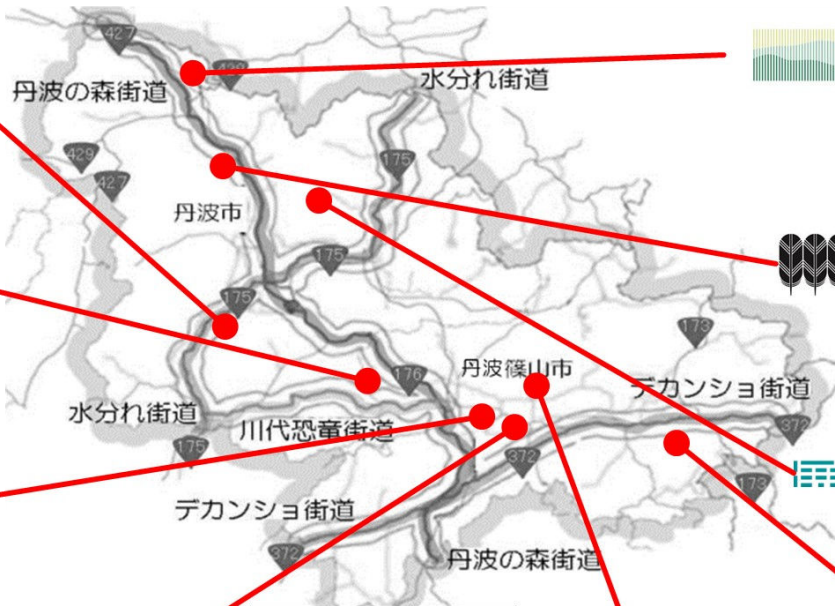 427
429
丹波の森街道
水分れ街道
429
427
175
丹波市
175
175
173
176
丹波篠山市
デカンショ街道
水分れ街道
川代恐竜街道
175
372
372
173
デカンショ街道
372
丹波の森街道